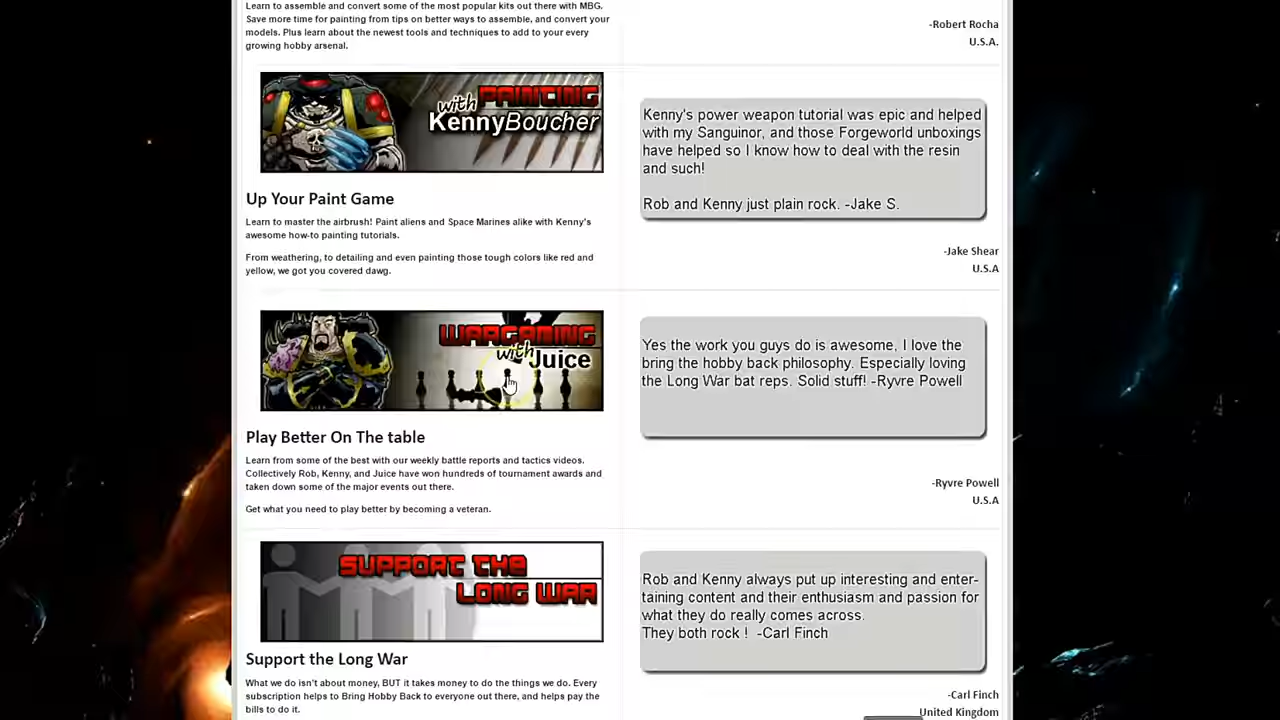 Learn to assemble and convert some of the most popular kits out there with MBG.
Save more time for painting from tips on better ways to assemble, and convert your
models. Plus learn about the newest tools and techniques to add to your every
growing hobby arsenal.
-Robert Rocha
U.S.A.
with PAINTING
KennyBoucher
Kenny's power weapon tutorial was epic and helped
with my Sanguinor, and those Forgeworld unboxings
have helped so I know how to deal with the resin
and such!
Rob and Kenny just plain rock. -Jake S.
Up Your Paint Game
Learn to master the airbrush! Paint aliens and Space Marines alike with Kenny's
awesome how-to painting tutorials.
From weathering, to detailing and even painting those tough colors like red and
yellow, we got you covered dawg.
-Jake Shear
U.S.A
WARGAMING
with Juice
Yes the work you guys do is awesome, I love the
bring the hobby back philosophy. Especially loving
the Long War bat reps. Solid stuff! -Ryvre Powell
Play Better On The table
Learn from some of the best with our weekly battle reports and tactics videos.
Collectively Rob, Kenny, and Juice have won hundreds of tournament awards and
taken down some of the major events out there.
Get what you need to play better by becoming a veteran.
-Ryvre Powell
U.S.A
SUPPORT THE
LONG WAR
Rob and Kenny always put up interesting and enter-
taining content and their enthusiasm and passion for
what they do really comes across.
They both rock ! -Carl Finch
Support the Long War
What we do isn't about money, BUT it takes money to do the things we do. Every
subscription helps to Bring Hobby Back to everyone out there, and helps pay the
bills to do it.
-Carl Finch
United Kingdom